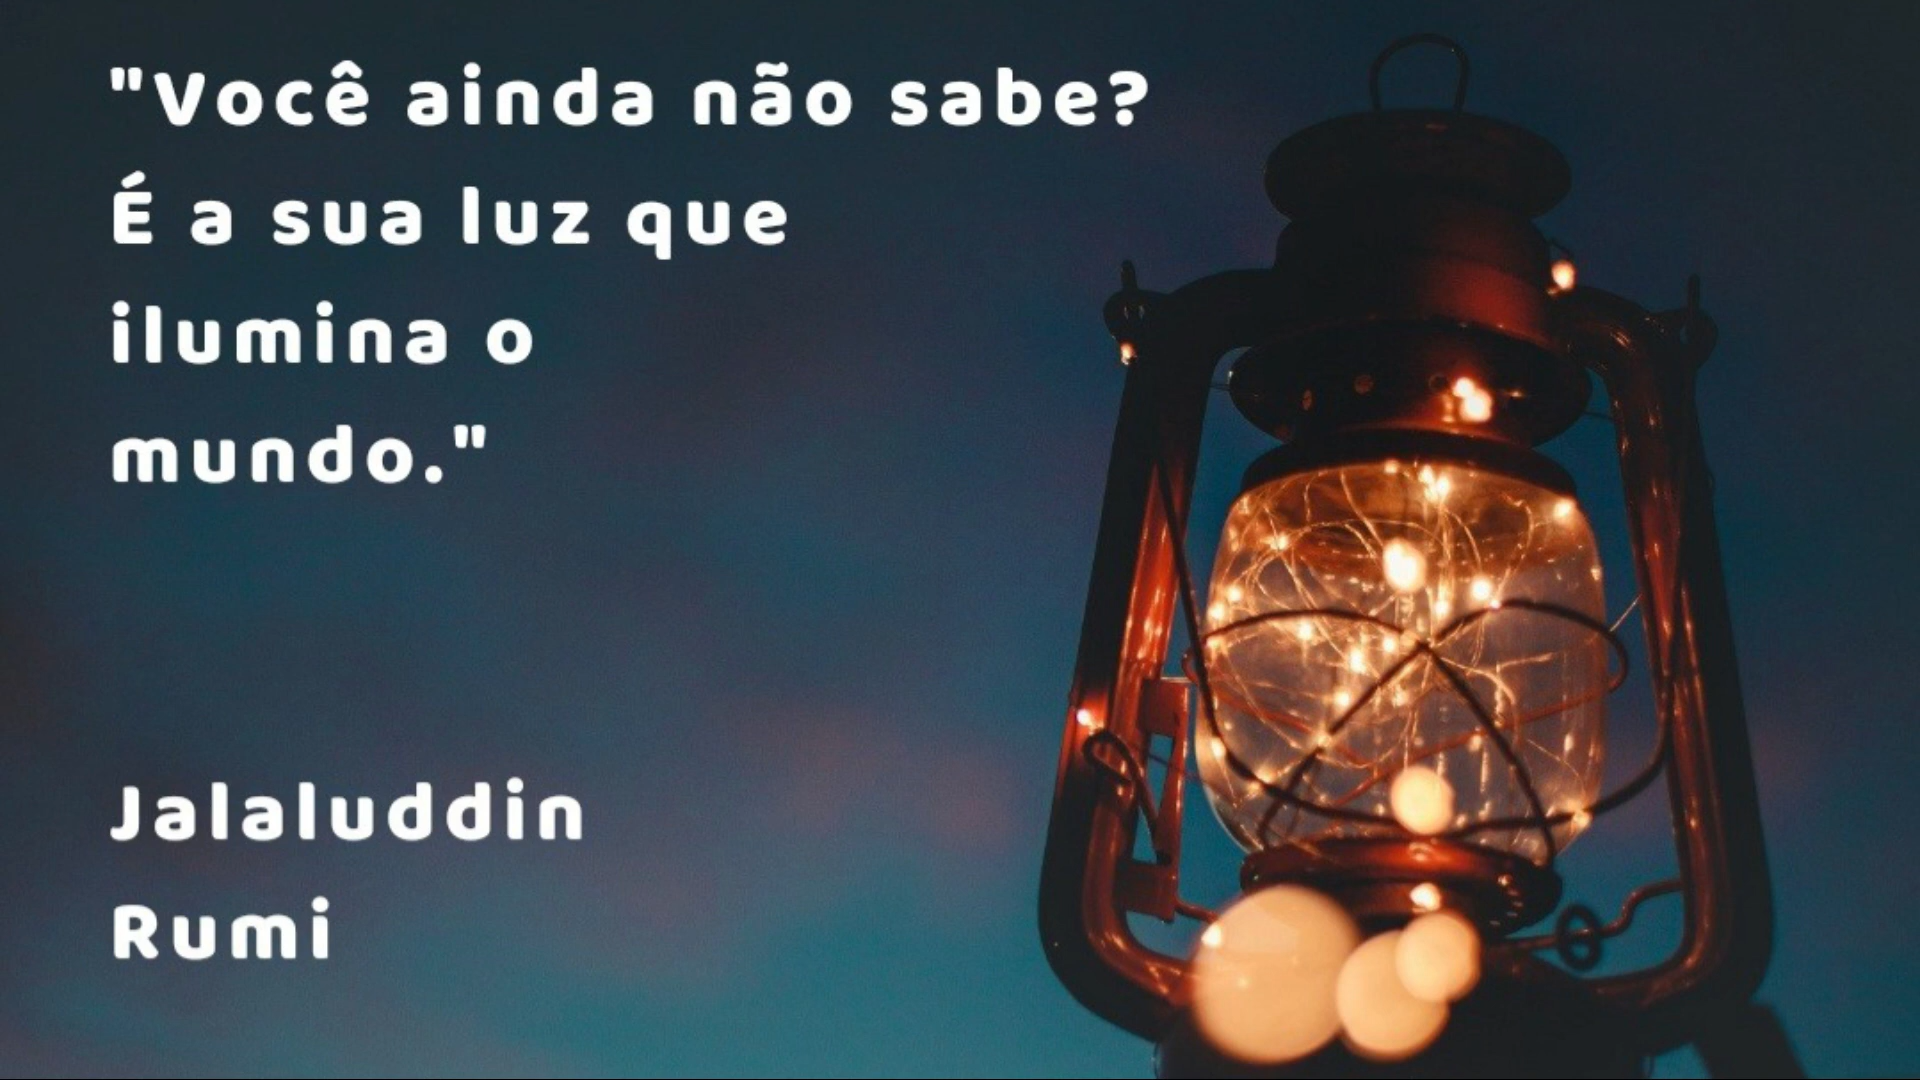 "Você ainda não sabe?
É a sua luz que
ilumina o
mundo."
Jalaluddin
Rumi